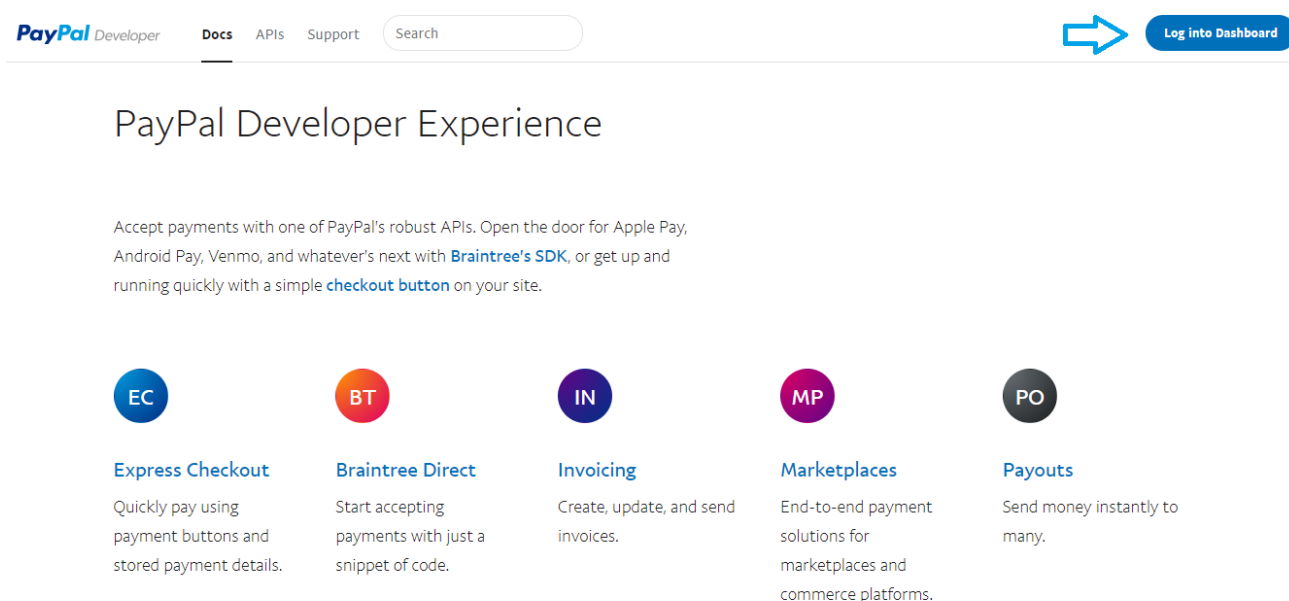 PayPal Developer Docs APIs Support Search Log into Dashboard
PayPal Developer Experience
Accept payments with one of PayPal's robust APIs. Open the door for Apple Pay,
Android Pay, Venmo, and whatever's next with Braintree's SDK, or get up and
running quickly with a simple checkout button on your site.
EC
Express Checkout
Quickly pay using
payment buttons and
stored payment details.
BT
Braintree Direct
Start accepting
payments with just a
snippet of code.
IN
Invoicing
Create, update, and send
invoices.
MP
Marketplaces
End-to-end payment
solutions for
marketplaces and
commerce platforms.
PO
Payouts
Send money instantly to
many.